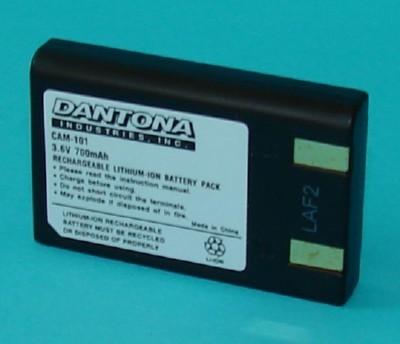 DANTONA
INDUSTRIES, INC.
CAM-101
3.6V 700mAh
RECHARGEABLE LITHIUM-ION BATTERY PACK
• Please read the instruction manual.
• Recharge before use.
• Do not short circuit the terminals.
• May explode if disposed of in fire.
Made in China
LITHIUM-ION RECHARGEABLE
BATTERY MUST BE RECYCLED
OR DISPOSED OF PROPERLY
Li-ION
LAF2